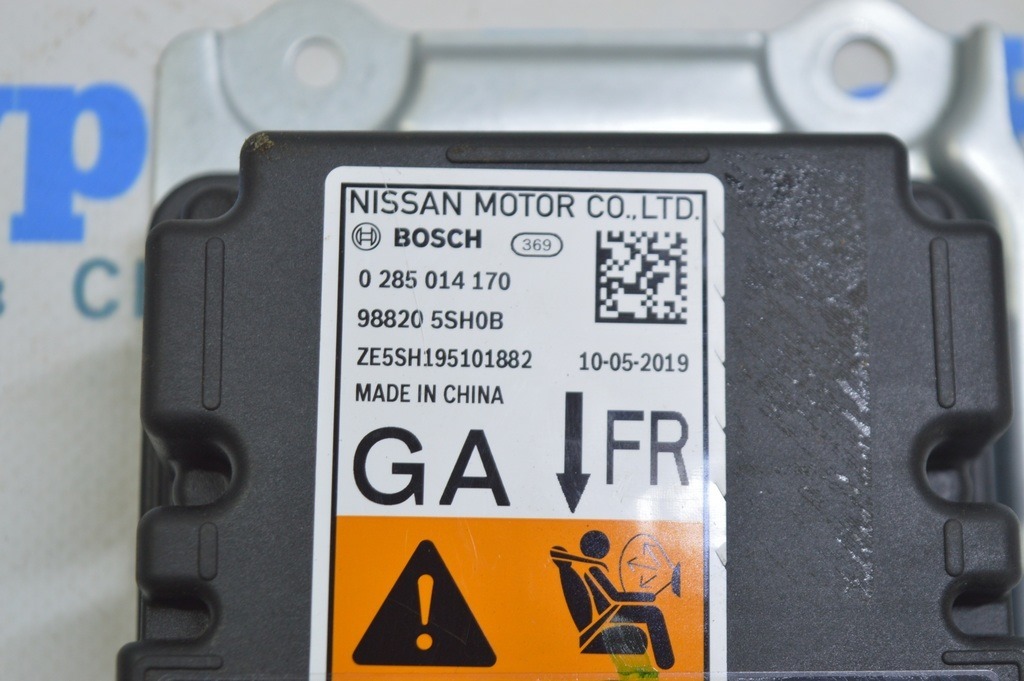 NISSAN MOTOR CO.,LTD.
BOSCH 369
0 285 014 170
98820 5SH0B
ZE5SH195101882 10-05-2019
MADE IN CHINA
GA FR